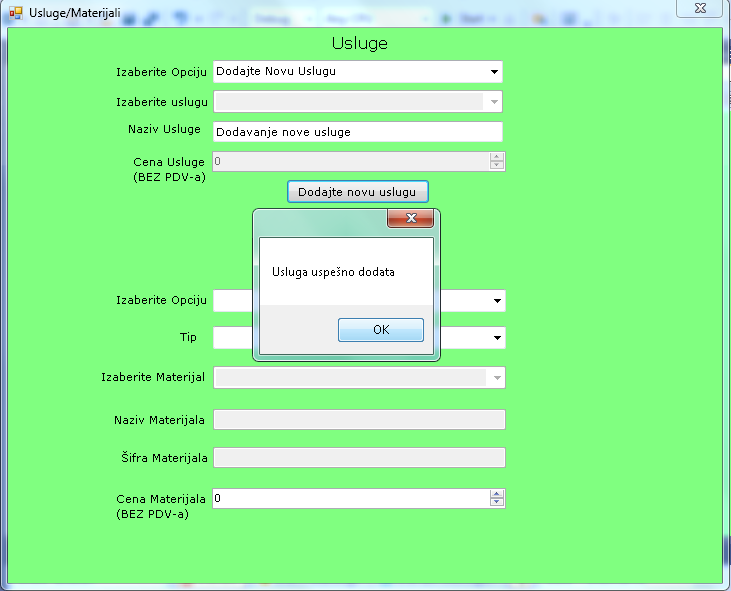 Usluge/Materijali
Usluge
Izaberite Opciju
Dodajte Novu Uslugu
Izaberite uslugu
Naziv Usluge
Dodavanje nove usluge
Cena Usluge
(BEZ PDV-a)
0
Dodajte novu uslugu
Usluga uspešno dodata
OK
Izaberite Opciju
Tip
Izaberite Materijal
Naziv Materijala
Šifra Materijala
Cena Materijala
(BEZ PDV-a)
0